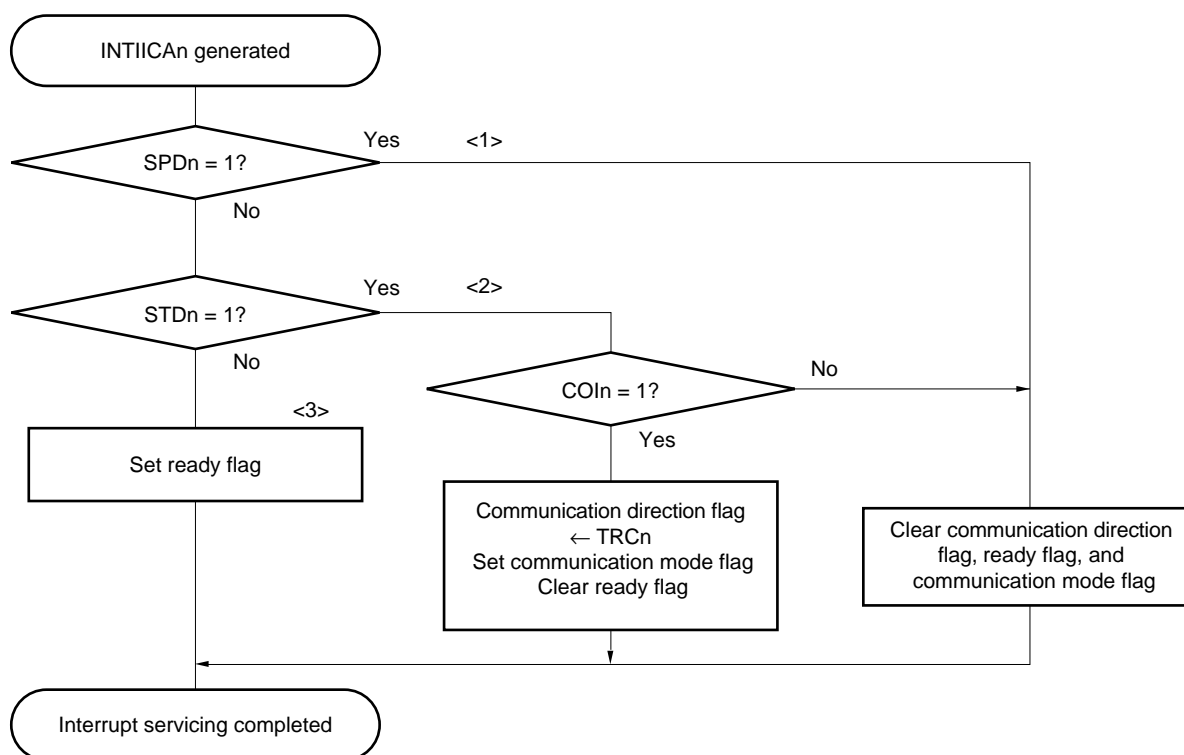 INTIICAn generated
Yes
<1>
SPDn = 1?
No
Yes
<2>
STDn = 1?
No
No
COIn = 1?
<3>
Yes
Set ready flag
Communication direction flag
← TRCn
Set communication mode flag
Clear ready flag
Clear communication direction
flag, ready flag, and
communication mode flag
Interrupt servicing completed